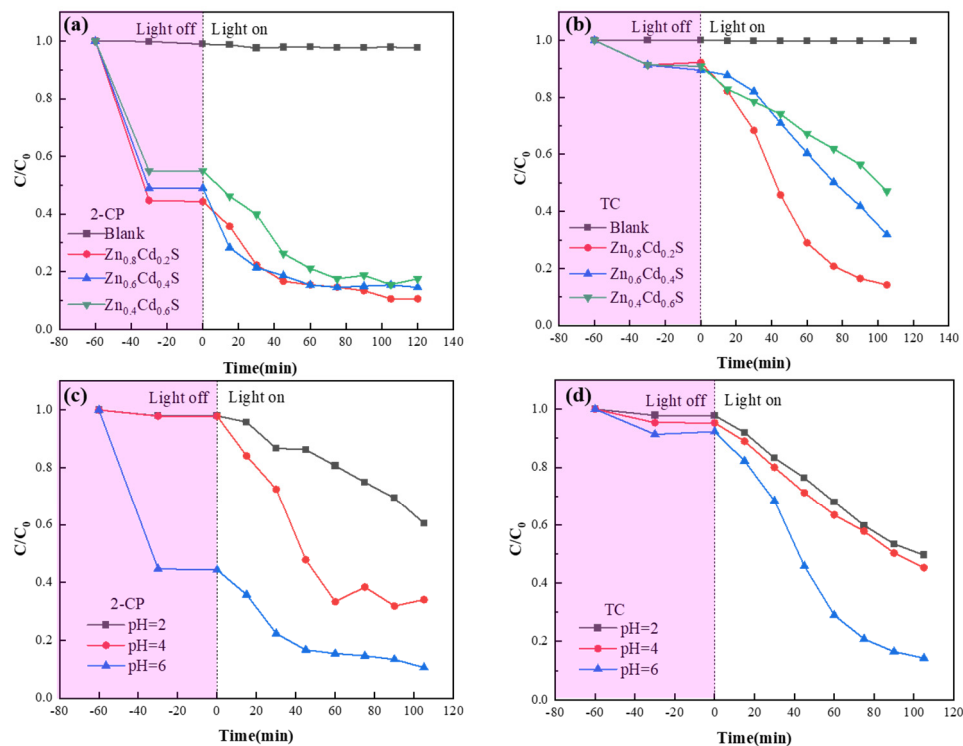 (a)
Light off
Light on
1.0
0.8
0.6
0.4
0.2
0.0
C/C₀
2-CP
Blank
Zn₀.₈Cd₀.₂S
Zn₀.₆Cd₀.₄S
Zn₀.₄Cd₀.₆S
-80 -60 -40 -20 0 20 40 60 80 100 120 140
Time(min)
(b)
Light off
Light on
1.0
0.8
0.6
0.4
0.2
0.0
C/C₀
TC
Blank
Zn₀.₈Cd₀.₂S
Zn₀.₆Cd₀.₄S
Zn₀.₄Cd₀.₆S
-80 -60 -40 -20 0 20 40 60 80 100 120 140
Time(min)
(c)
Light off
Light on
1.0
0.8
0.6
0.4
0.2
0.0
C/C₀
2-CP
pH=2
pH=4
pH=6
-80 -60 -40 -20 0 20 40 60 80 100 120
Time(min)
(d)
Light off
Light on
1.0
0.8
0.6
0.4
0.2
0.0
C/C₀
TC
pH=2
pH=4
pH=6
-80 -60 -40 -20 0 20 40 60 80 100 120
Time(min)